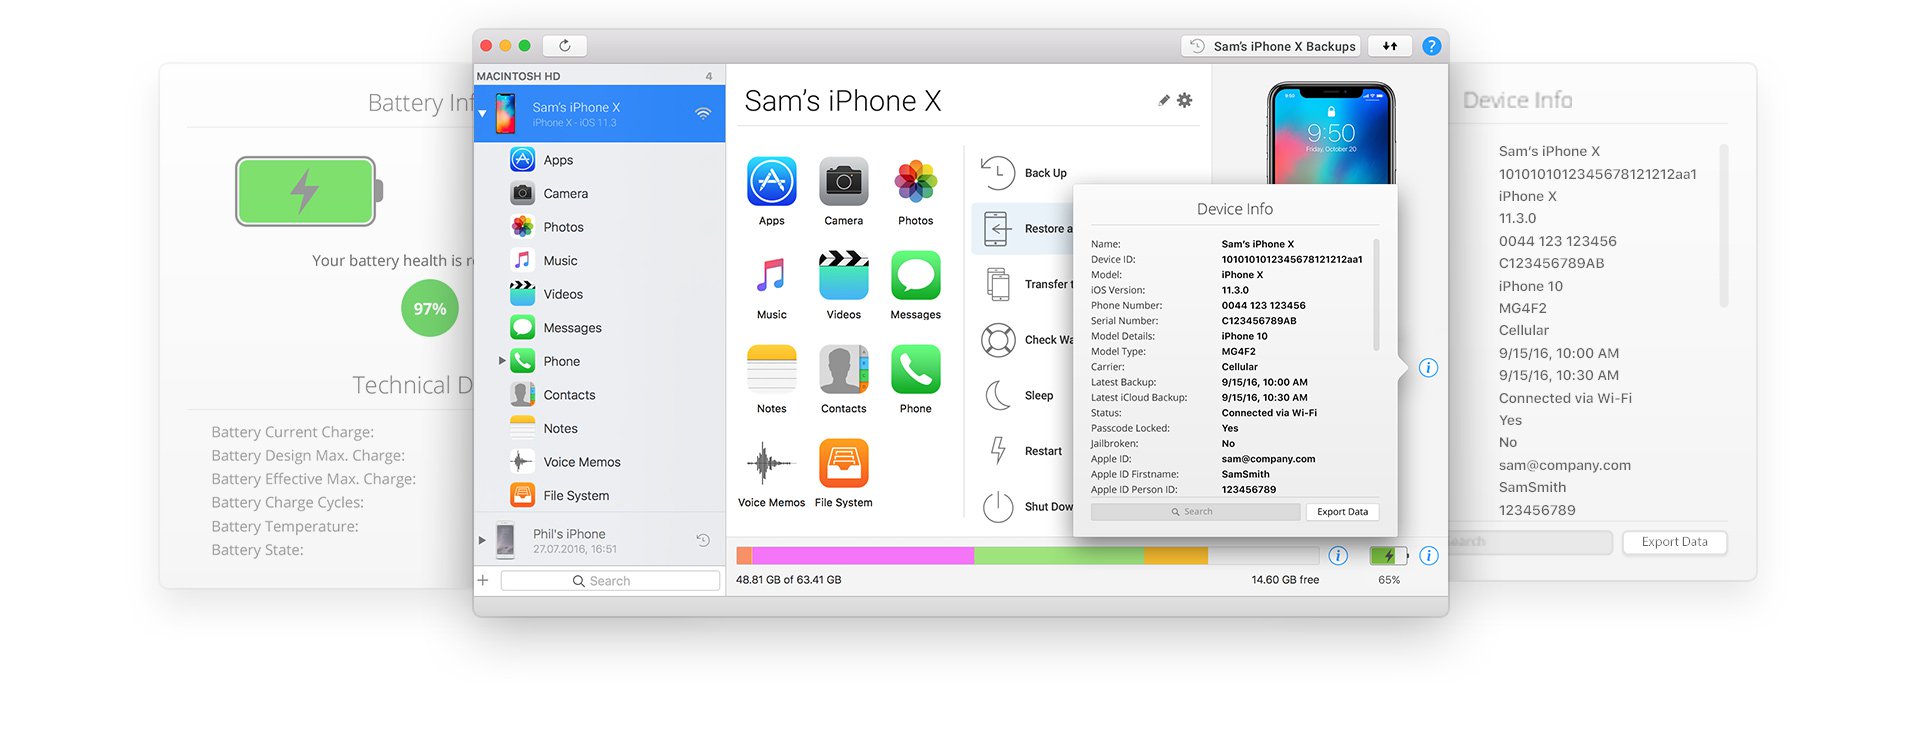 Battery Inf
Your battery health is r
97%
Technical D
Battery Current Charge:
Battery Design Max. Charge:
Battery Effective Max. Charge:
Battery Charge Cycles:
Battery Temperature:
Battery State:
Sam's iPhone X Backups
?
MACINTOSH HD 4
Sam's iPhone X
iPhone X - iOS 11.3
Apps
Camera
Photos
Music
Videos
Messages
Phone
Contacts
Notes
Voice Memos
File System
Phil's iPhone
27.07.2016, 16:51
+ Search
Sam's iPhone X
Apps Camera Photos
Music Videos Messages
Notes Contacts Phone
Voice Memos File System
Back Up
Restore a
Transfer t
Check Wa
Sleep
Restart
Shut Dow
9:50
9:50
Friday, October 20
Device Info
Name: Sam's iPhone X
Device ID: 1010101012345678121212aa1
Model: iPhone X
iOS Version: 11.3.0
Phone Number: 0044 123 123456
Serial Number: C123456789AB
Model Details: iPhone 10
Model Type: MG4F2
Carrier: Cellular
Latest Backup: 9/15/16, 10:00 AM
Latest iCloud Backup: 9/15/16, 10:30 AM
Status: Connected via Wi-Fi
Passcode Locked: Yes
Jailbroken: No
Apple ID: sam@company.com
Apple ID Firstname: SamSmith
Apple ID Person ID: 123456789
Search Export Data
48.81 GB of 63.41 GB 14.60 GB free 65%
Device Info
Sam's iPhone X
1010101012345678121212aa1
iPhone X
11.3.0
0044 123 123456
C123456789AB
iPhone 10
MG4F2
Cellular
9/15/16, 10:00 AM
9/15/16, 10:30 AM
Connected via Wi-Fi
Yes
No
sam@company.com
SamSmith
123456789
earch Export Data